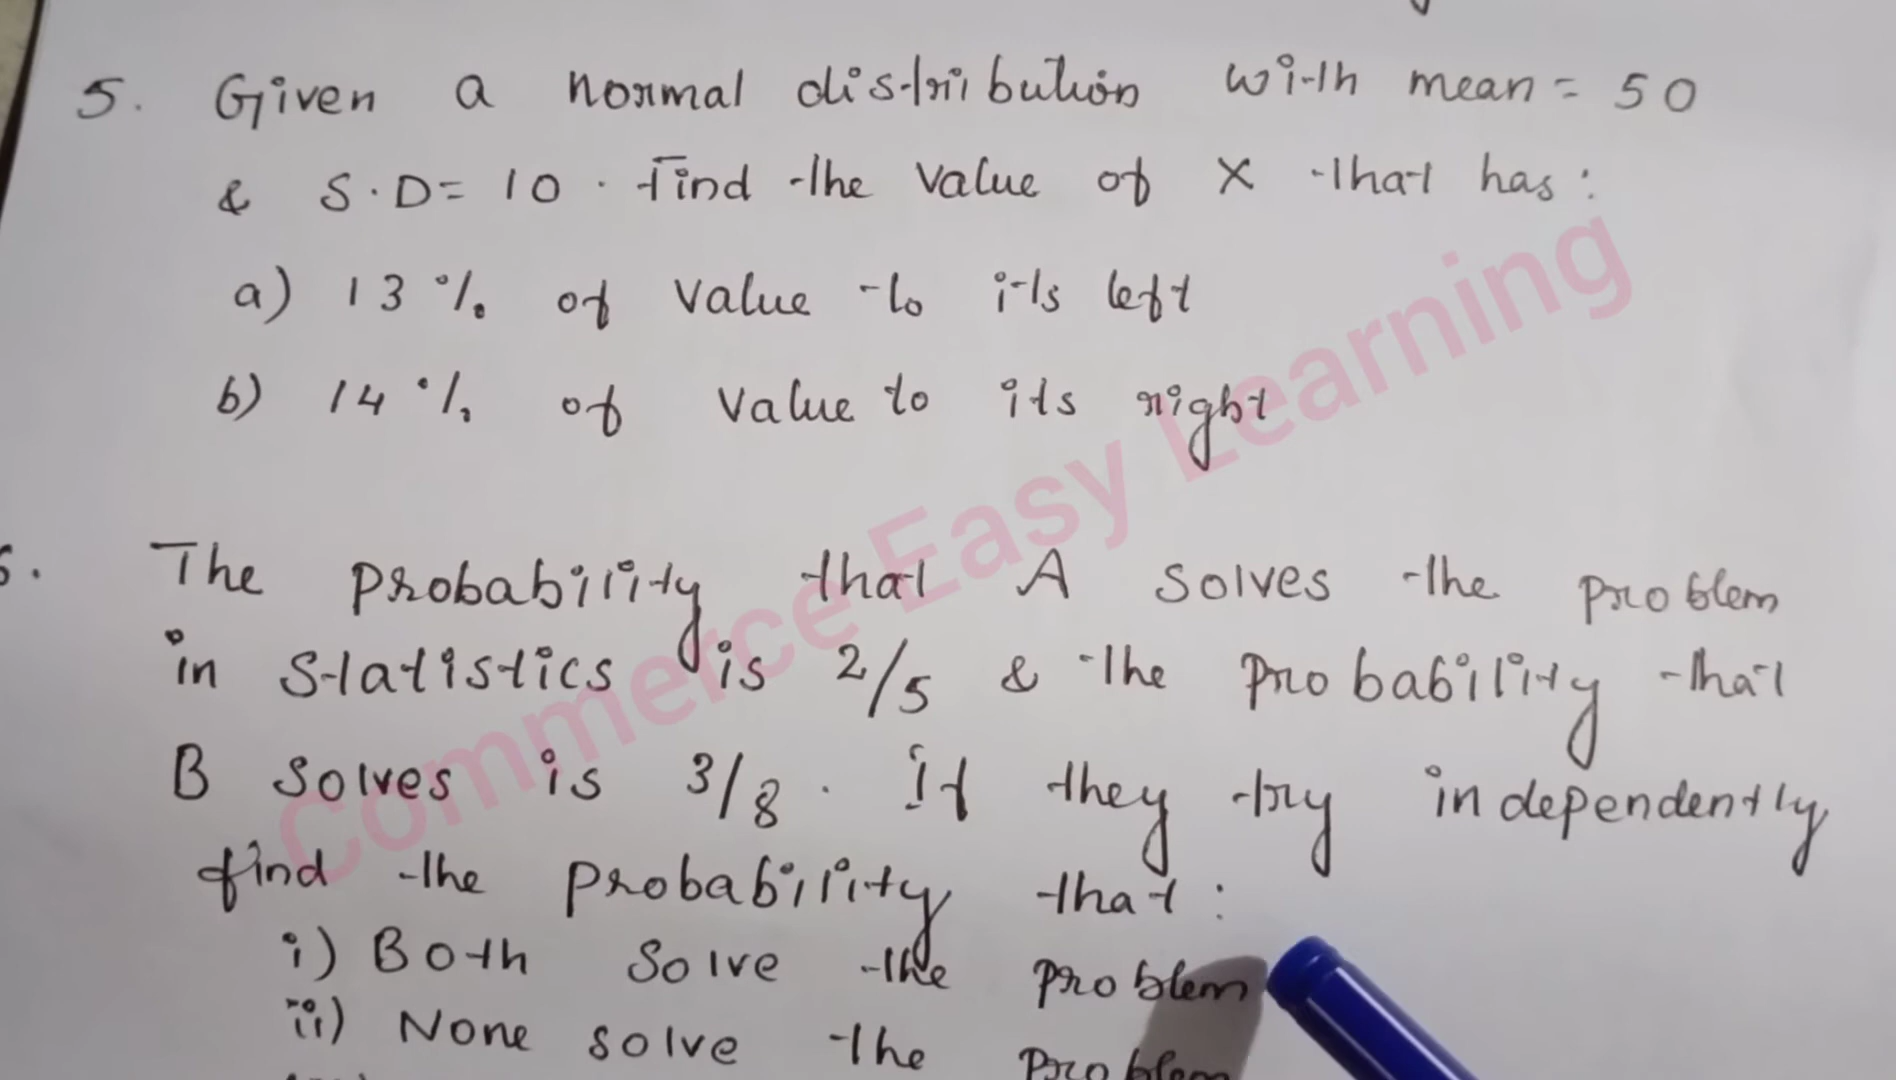 5. Given a normal distribution with mean = 50
& S.D = 10. Find the value of X that has:
a) 13 % of value to its left
b) 14 % of value to its right
6. The probability that A solves the problem
in statistics is 2/5 & the probability that
B solves is 3/8. If they try independently
find the probability that:
i) Both solve the problem
ii) None solve the problem
Commerce Easy Learning